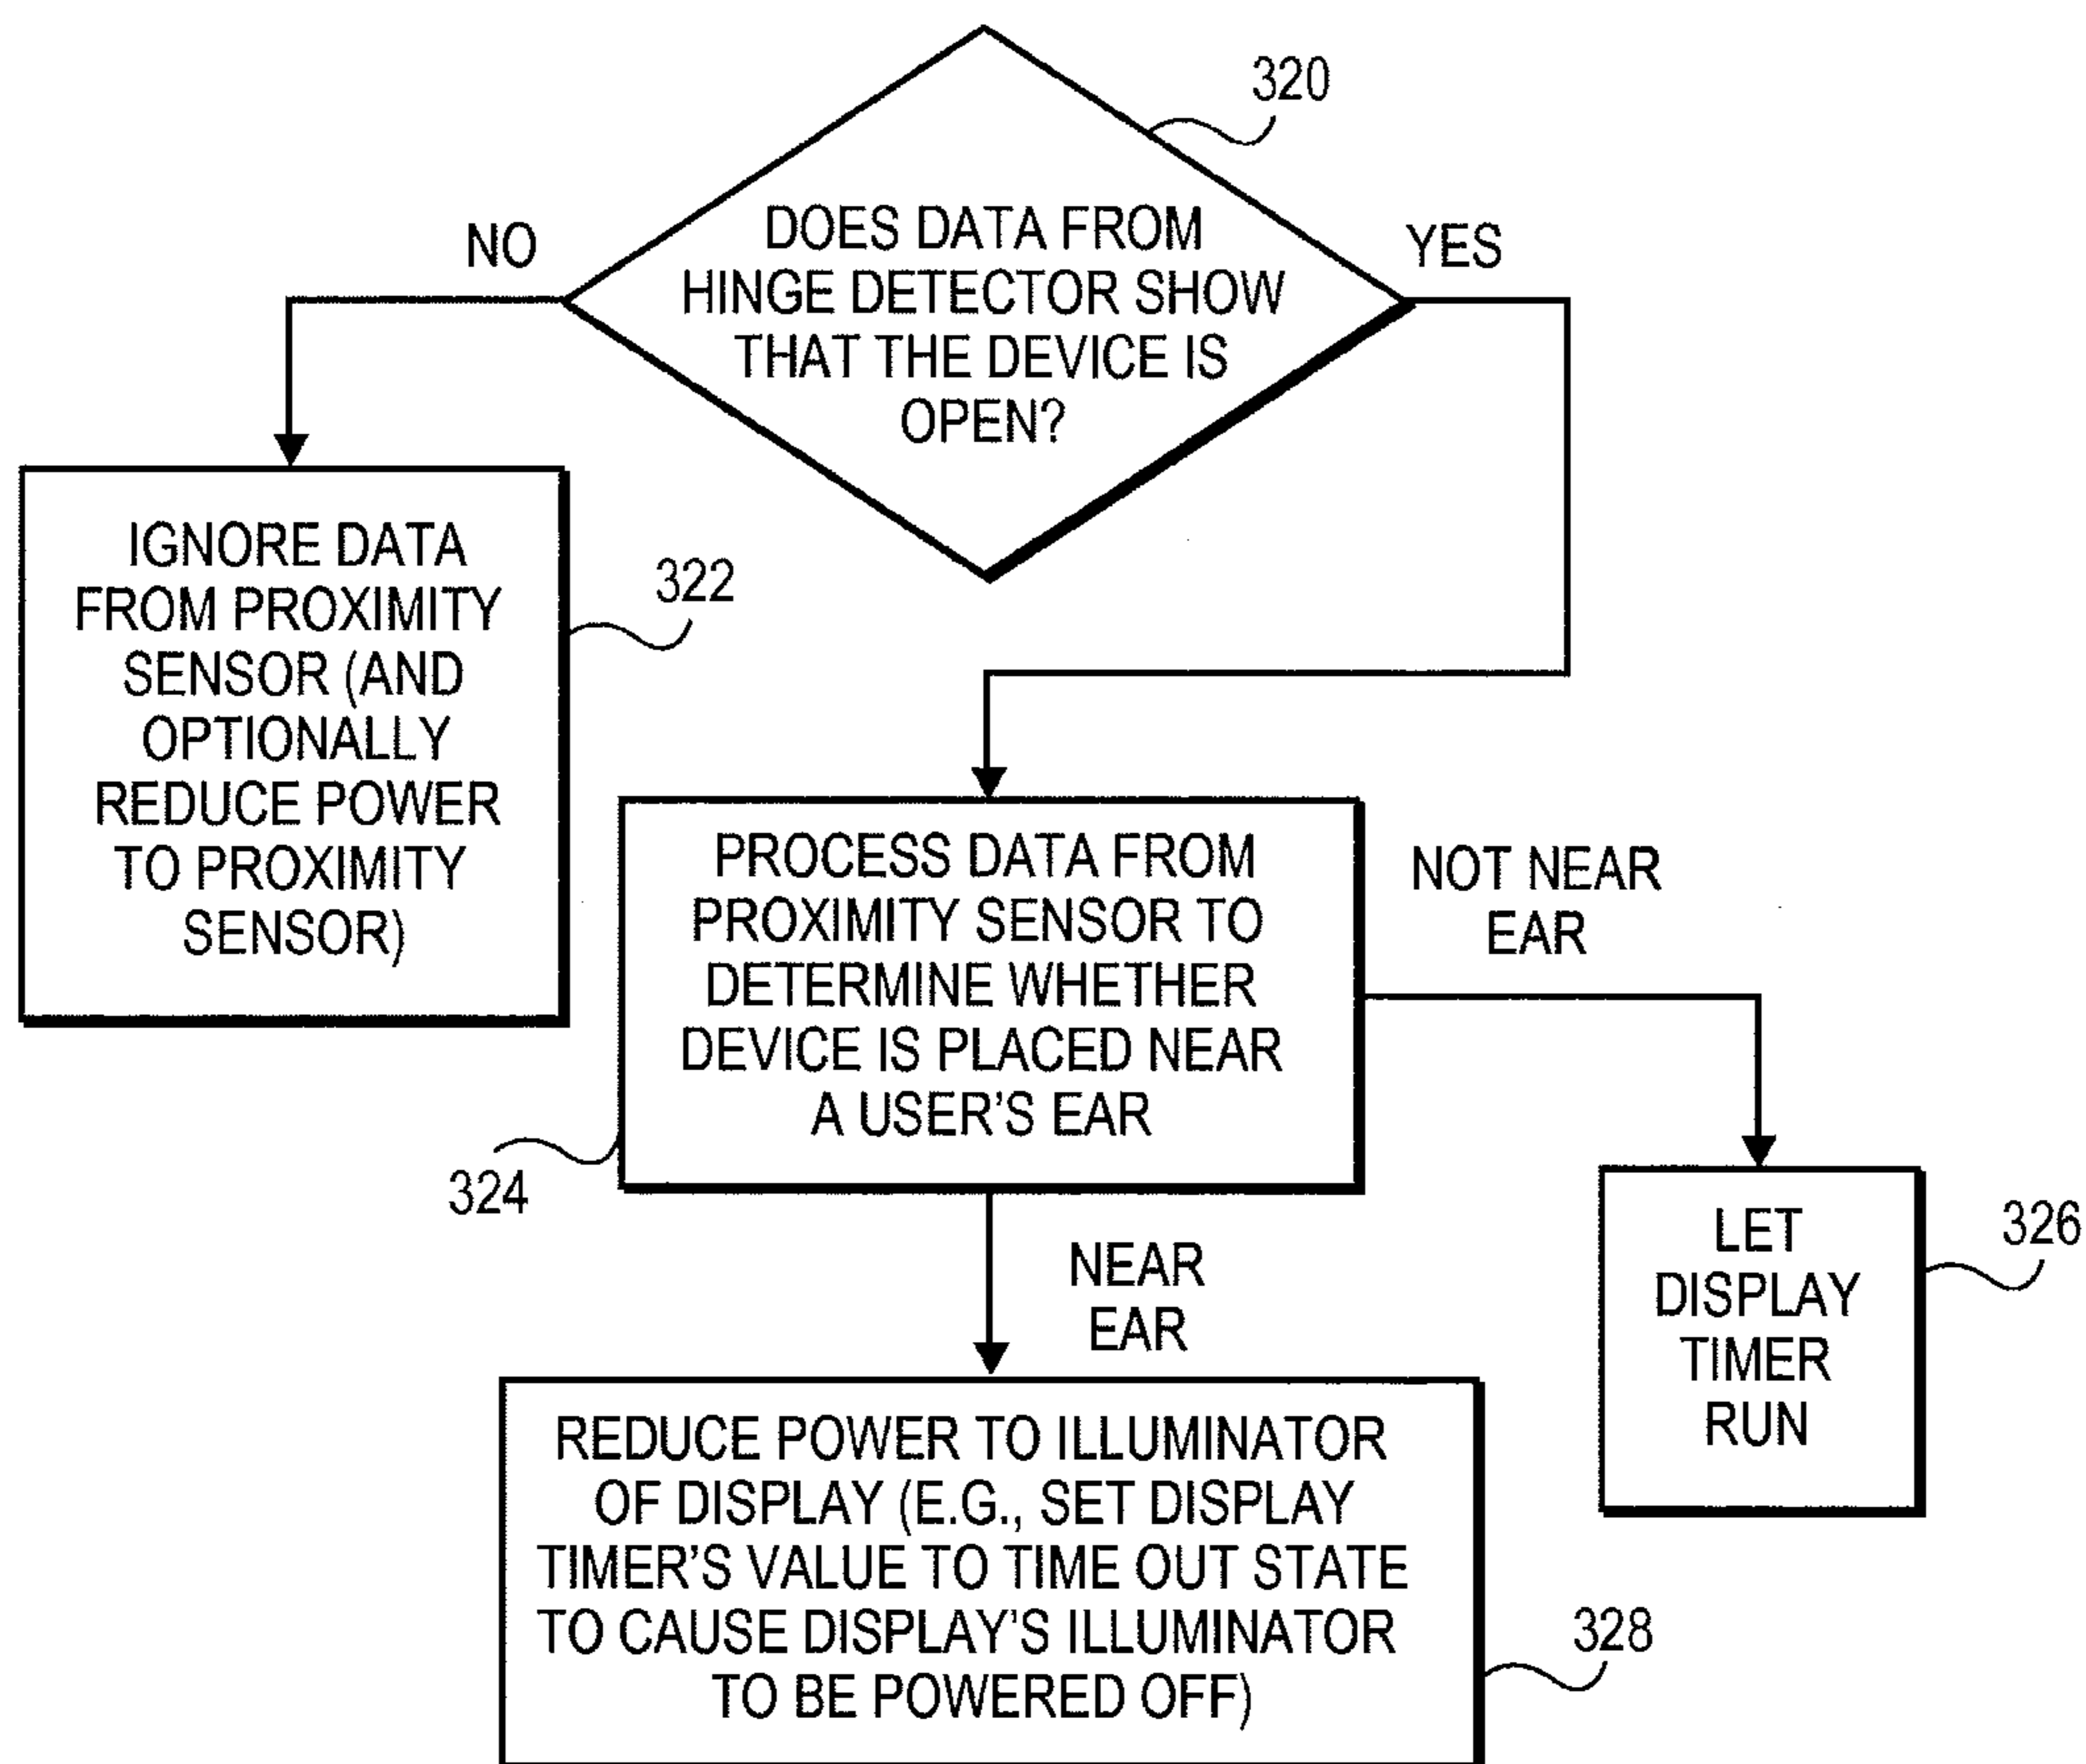 320
DOES DATA FROM
HINGE DETECTOR SHOW
THAT THE DEVICE IS
OPEN?
NO
YES
IGNORE DATA
FROM PROXIMITY
SENSOR (AND
OPTIONALLY
REDUCE POWER
TO PROXIMITY
SENSOR)
322
PROCESS DATA FROM
PROXIMITY SENSOR TO
DETERMINE WHETHER
DEVICE IS PLACED NEAR
A USER'S EAR
324
NOT NEAR
EAR
NEAR
EAR
LET
DISPLAY
TIMER
RUN
326
REDUCE POWER TO ILLUMINATOR
OF DISPLAY (E.G., SET DISPLAY
TIMER'S VALUE TO TIME OUT STATE
TO CAUSE DISPLAY'S ILLUMINATOR
TO BE POWERED OFF)
328